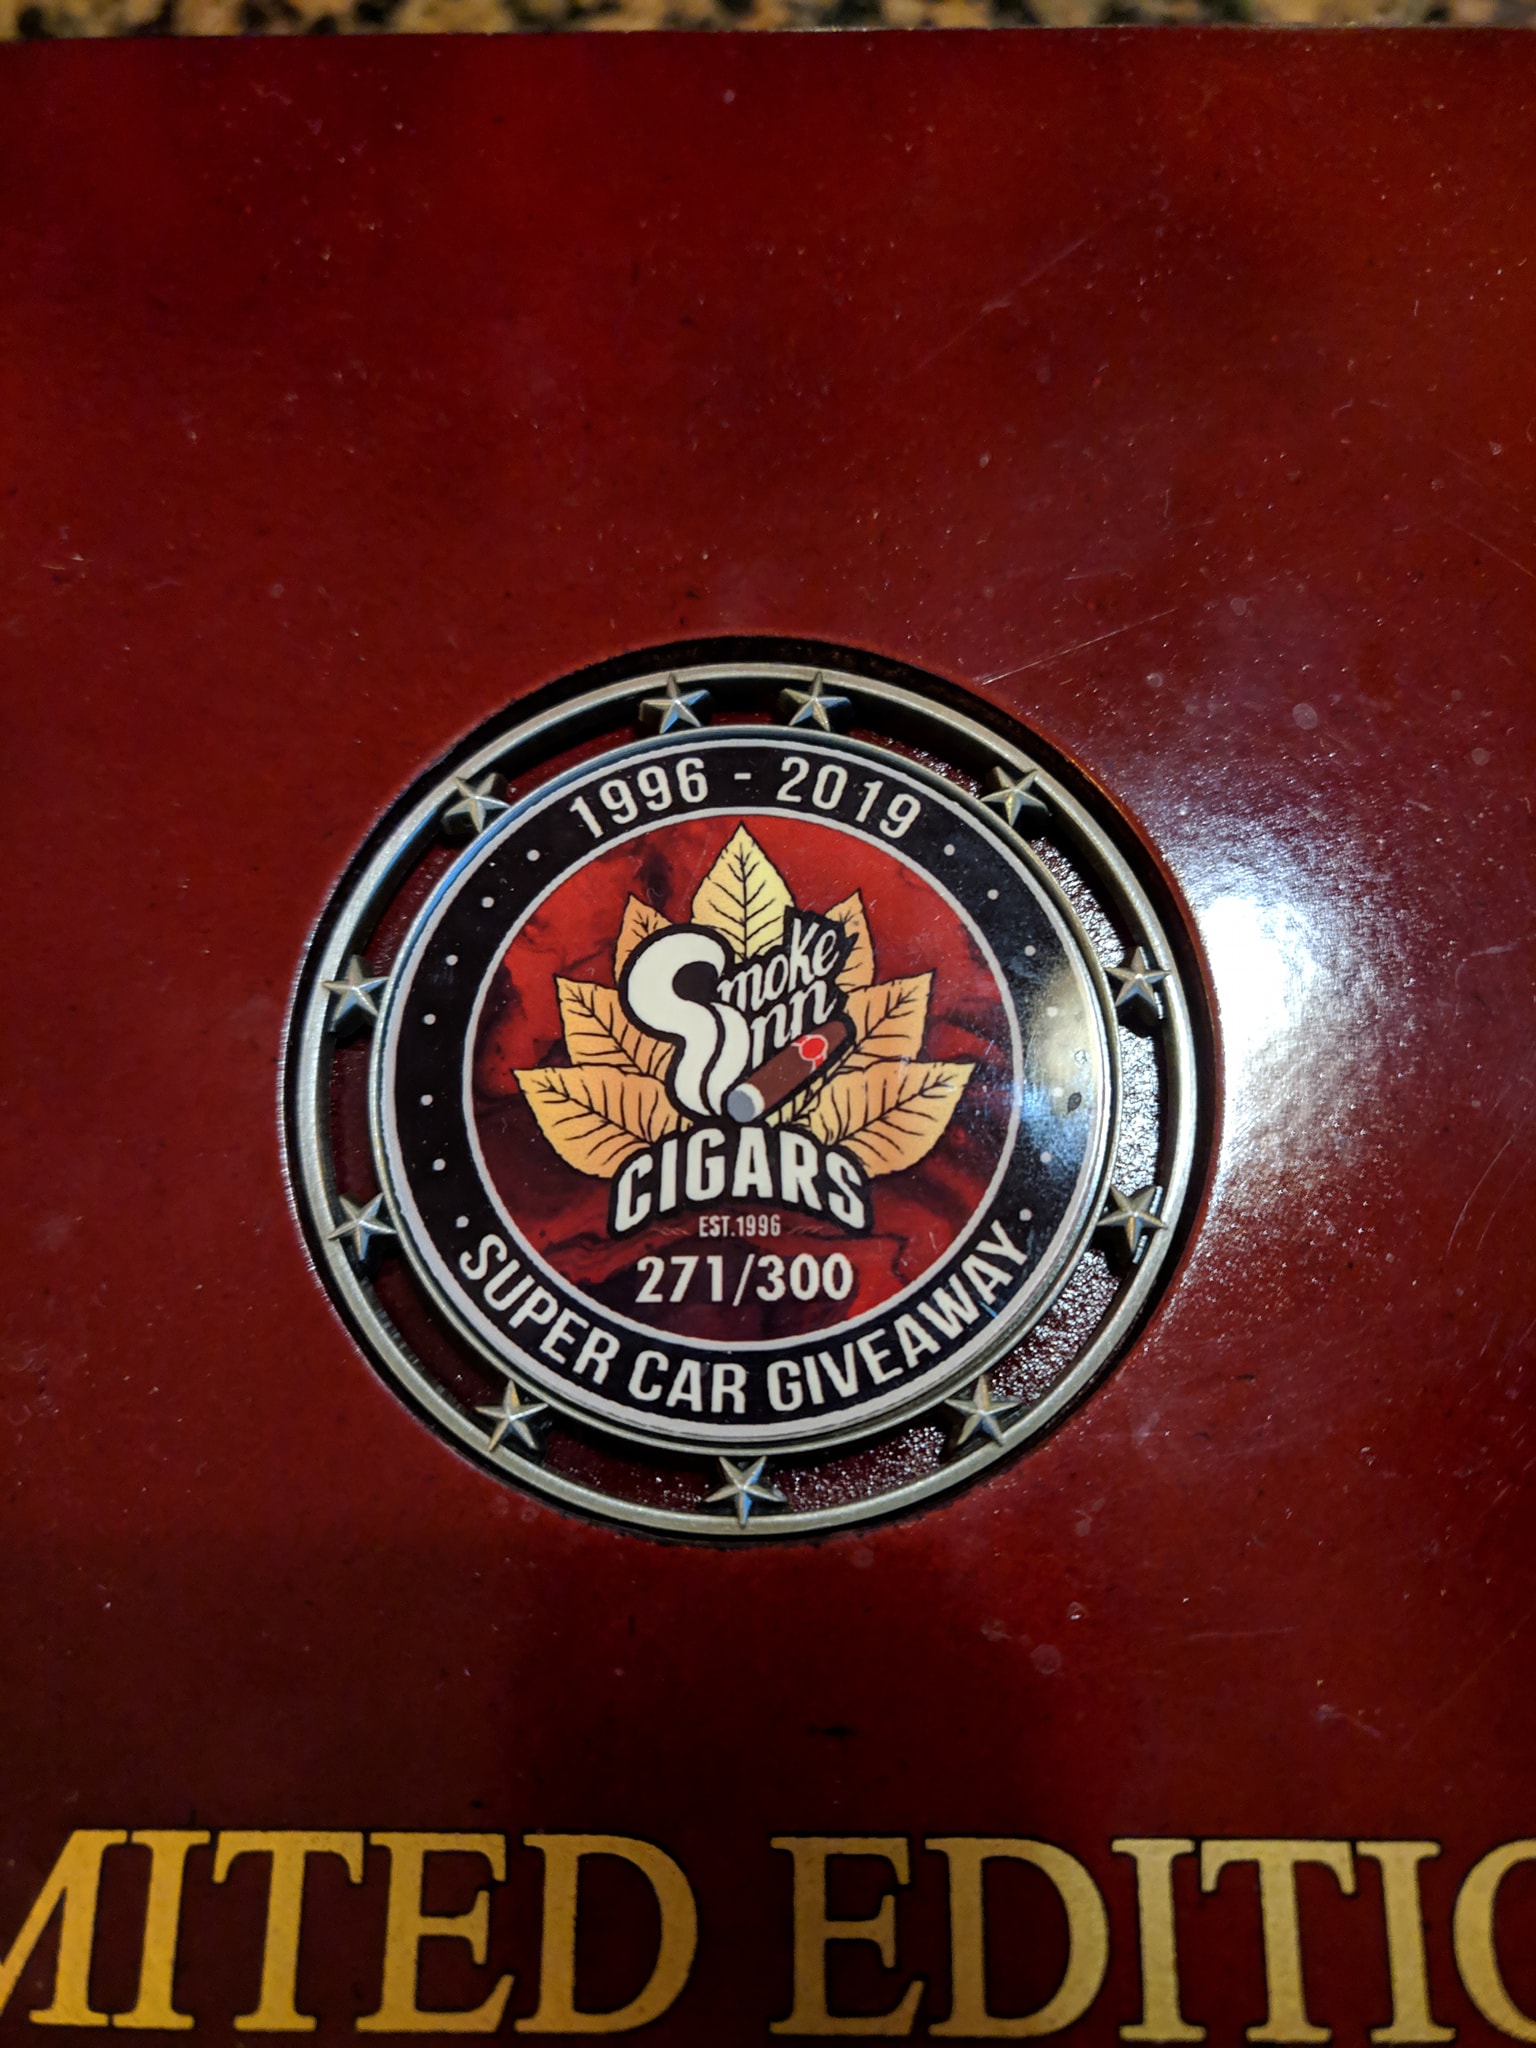 1996 - 2019
Smoke
Inn
CIGARS
EST.1996
271/300
SUPER CAR GIVEAWAY
MITED EDITIO